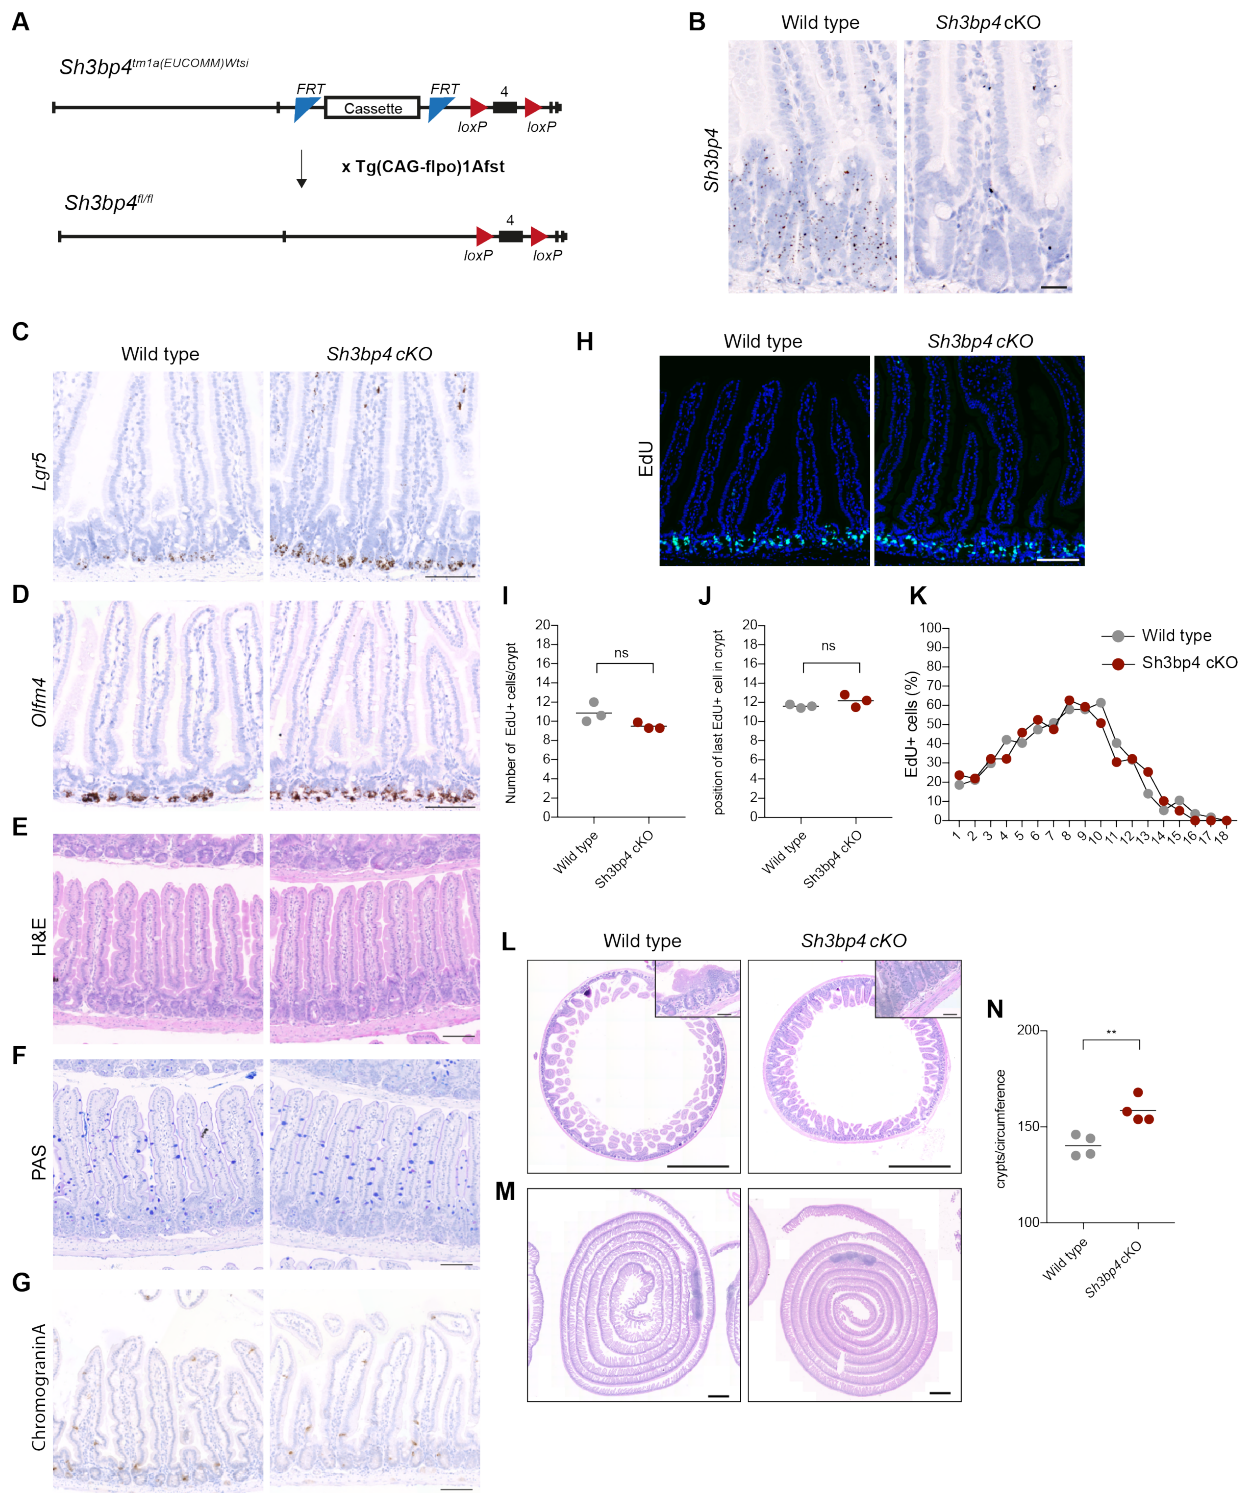 A
Sh3bp4tm1a(EUCOMM)Wtsi
FRT
FRT
4
Cassette
loxP
loxP
x Tg(CAG-flpo)1Afst
Sh3bp4fl/fl
4
loxP
loxP
B
Wild type
Sh3bp4 cKO
Sh3bp4
C
Wild type
Sh3bp4 cKO
Lgr5
D
Olfm4
E
H&E
F
PAS
G
ChromograninA
H
Wild type
Sh3bp4 cKO
EdU
I
20
18
16
14
12
10
8
6
4
2
0
ns
Number of EdU+ cells/crypt
Wild type
Sh3bp4 cKO
J
20
18
16
14
12
10
8
6
4
2
0
ns
position of last EdU+ cell in crypt
Wild type
Sh3bp4 cKO
K
100
90
80
70
60
50
40
30
20
10
0
EdU+ cells (%)
Wild type
Sh3bp4 cKO
1 2 3 4 5 6 7 8 9 10 11 12 13 14 15 16 17 18
L
Wild type
Sh3bp4 cKO
M
N
200
150
100
**
crypts/circumference
Wild type
Sh3bp4 cKO